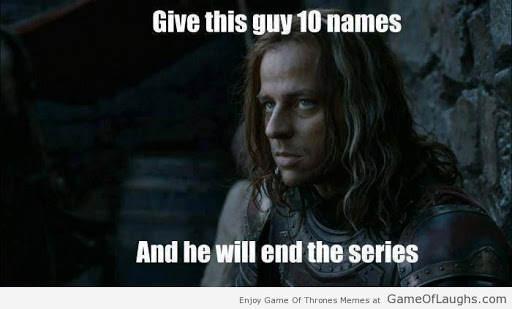 Give this guy 10 names
And he will end the series
Enjoy Game Of Thrones Memes at GameOfLaughs.com